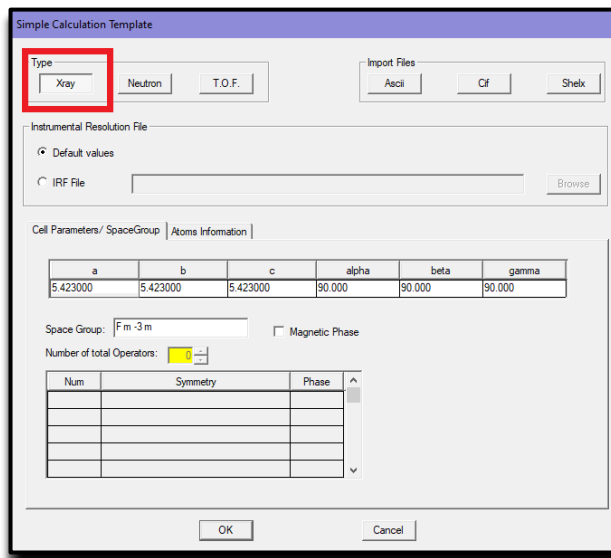 Simple Calculation Template
Type
Import Files
Xray Neutron T.O.F. Ascii Cif Shelx
Instrumental Resolution File
Default values
IRF File Browse
Cell Parameters/ SpaceGroup Atoms Information
a b c alpha beta gamma
5.423000 5.423000 5.423000 90.000 90.000 90.000
Space Group: F m -3 m Magnetic Phase
Number of total Operators: 0
Num Symmetry Phase
OK Cancel